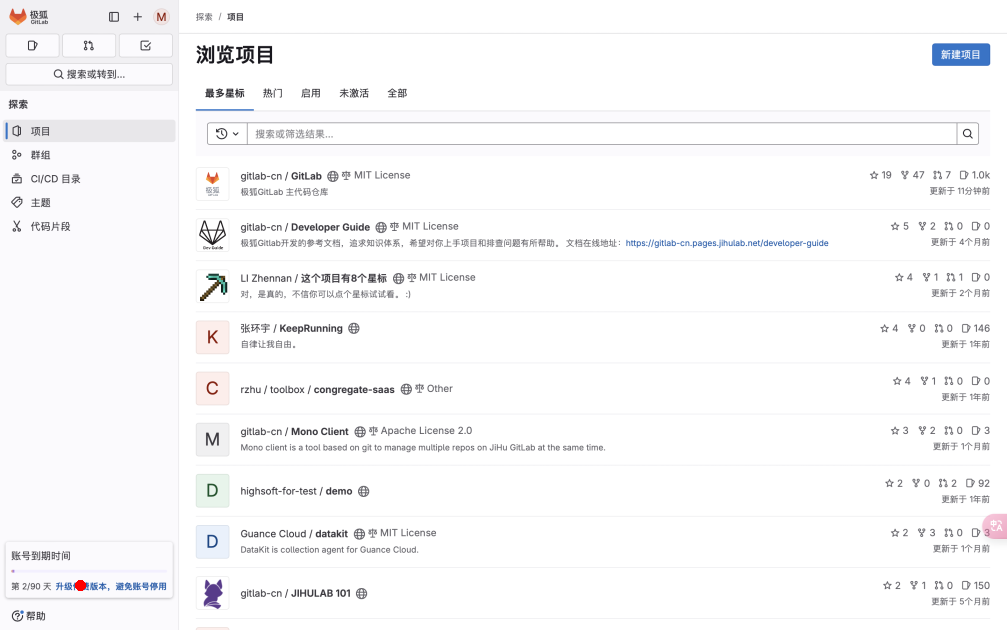 极狐
GitLab
M
搜索或转到...
探索
项目
群组
CI/CD 目录
主题
代码片段
账号到期时间
第 2/90 天 升级 版本，避免账号停用
帮助
探索 / 项目
浏览项目
新建项目
最多星标 热门 启用 未激活 全部
搜索或筛选结果...
极狐
gitlab-cn / GitLab MIT License 19 47 7 1.0k
极狐GitLab 主代码仓库 更新于 11分钟前
Dev Guide
gitlab-cn / Developer Guide MIT License 5 2 0 0
极狐Gitlab开发的参考文档，追求知识体系，希望对你上手项目和排查问题有所帮助。 文档在线地址： https://gitlab-cn.pages.jihulab.net/developer-guide 更新于 4个月前
LI Zhennan / 这个项目有8个星标 MIT License 4 1 1 0
对，是真的，不信你可以点个星标试试看。 :) 更新于 2个月前
K
张环宇 / KeepRunning 4 0 0 146
自律让我自由。 更新于 1年前
C
rzhu / toolbox / congregate-saas Other 4 1 0 0
更新于 1年前
M
gitlab-cn / Mono Client Apache License 2.0 3 2 0 3
Mono client is a tool based on git to manage multiple repos on JiHu GitLab at the same time. 更新于 1个月前
D
highsoft-for-test / demo 2 0 2 92
更新于 1年前
D
Guance Cloud / datakit MIT License 2 3 0 3
DataKit is collection agent for Guance Cloud. 更新于 1个月前
gitlab-cn / JIHULAB 101 2 1 0 150
更新于 5个月前